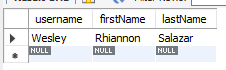 username firstName lastName
Wesley Rhiannon Salazar
NULL NULL NULL